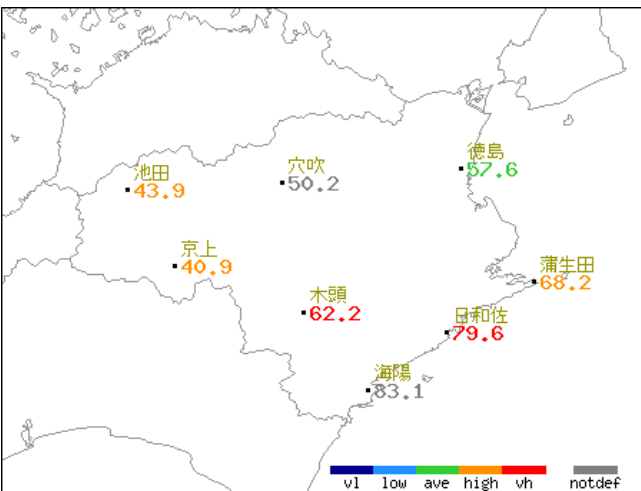 徳島
57.6
穴吹
50.2
池田
43.9
京上
40.9
蒲生田
68.2
木頭
62.2
日和佐
79.6
海陽
83.1
vl low ave high vh notdef